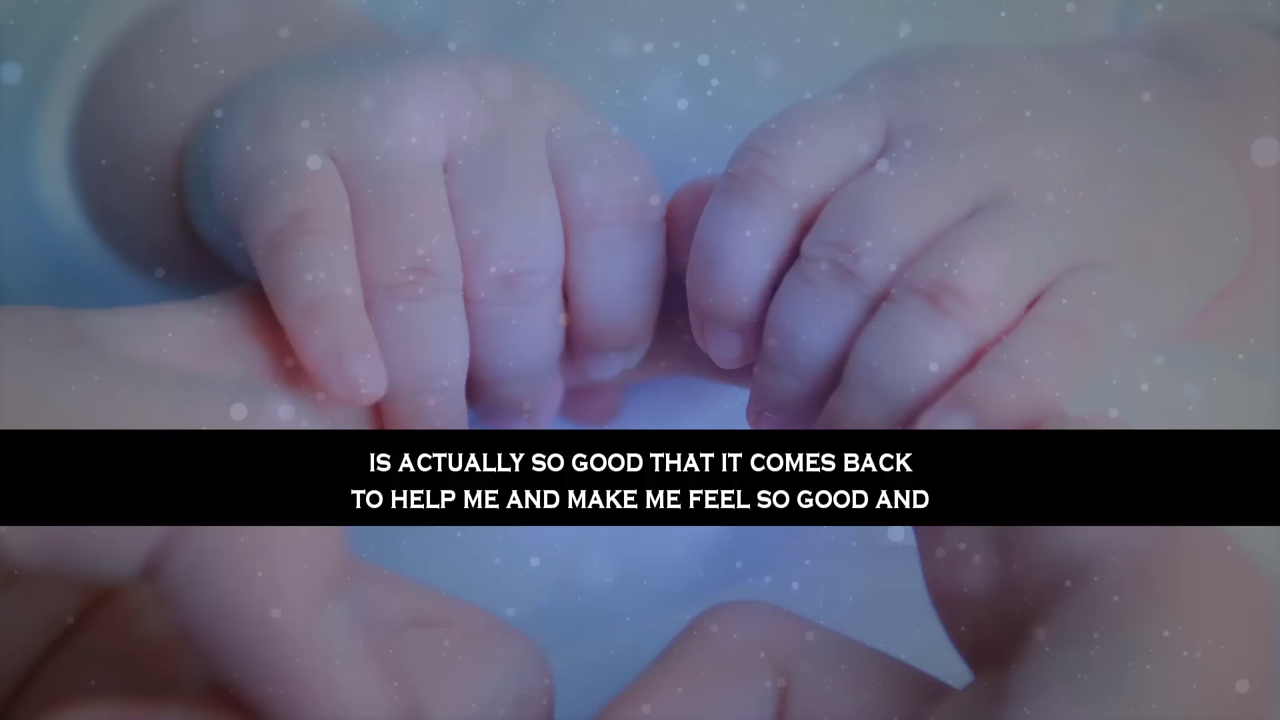 IS ACTUALLY SO GOOD THAT IT COMES BACK
TO HELP ME AND MAKE ME FEEL SO GOOD AND